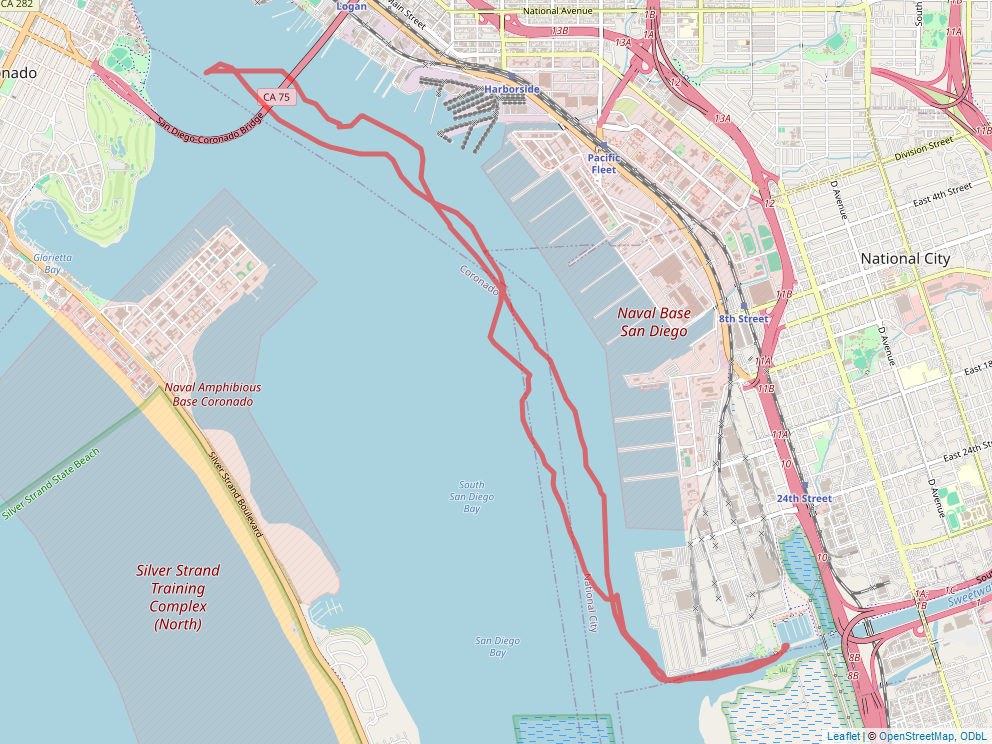 CA 282
Logan
Main Street
National Avenue
1B
1B
11A
13B
13A
1A
onado
12
Harborside
CA 75
13A
San Diego-Coronado Bridge
11B
Division Street
Pacific
Fleet
D Avenue
East 4th Street
12
Glorietta
Bay
National City
Coronado
11B
Naval Base
San Diego
8th Street
D Avenue
11A
11B
East 18
Naval Amphibious
Base Coronado
11A
10
East 24th
Silver Strand State Beach
Silver Strand Boulevard
South
San Diego
Bay
24th Street
D Avenue
10
Silver Strand
Training
Complex
(North)
National City
1A
1B
1C
1
San Diego
Bay
8B
8B
Leaflet | © OpenStreetMap, ODbL